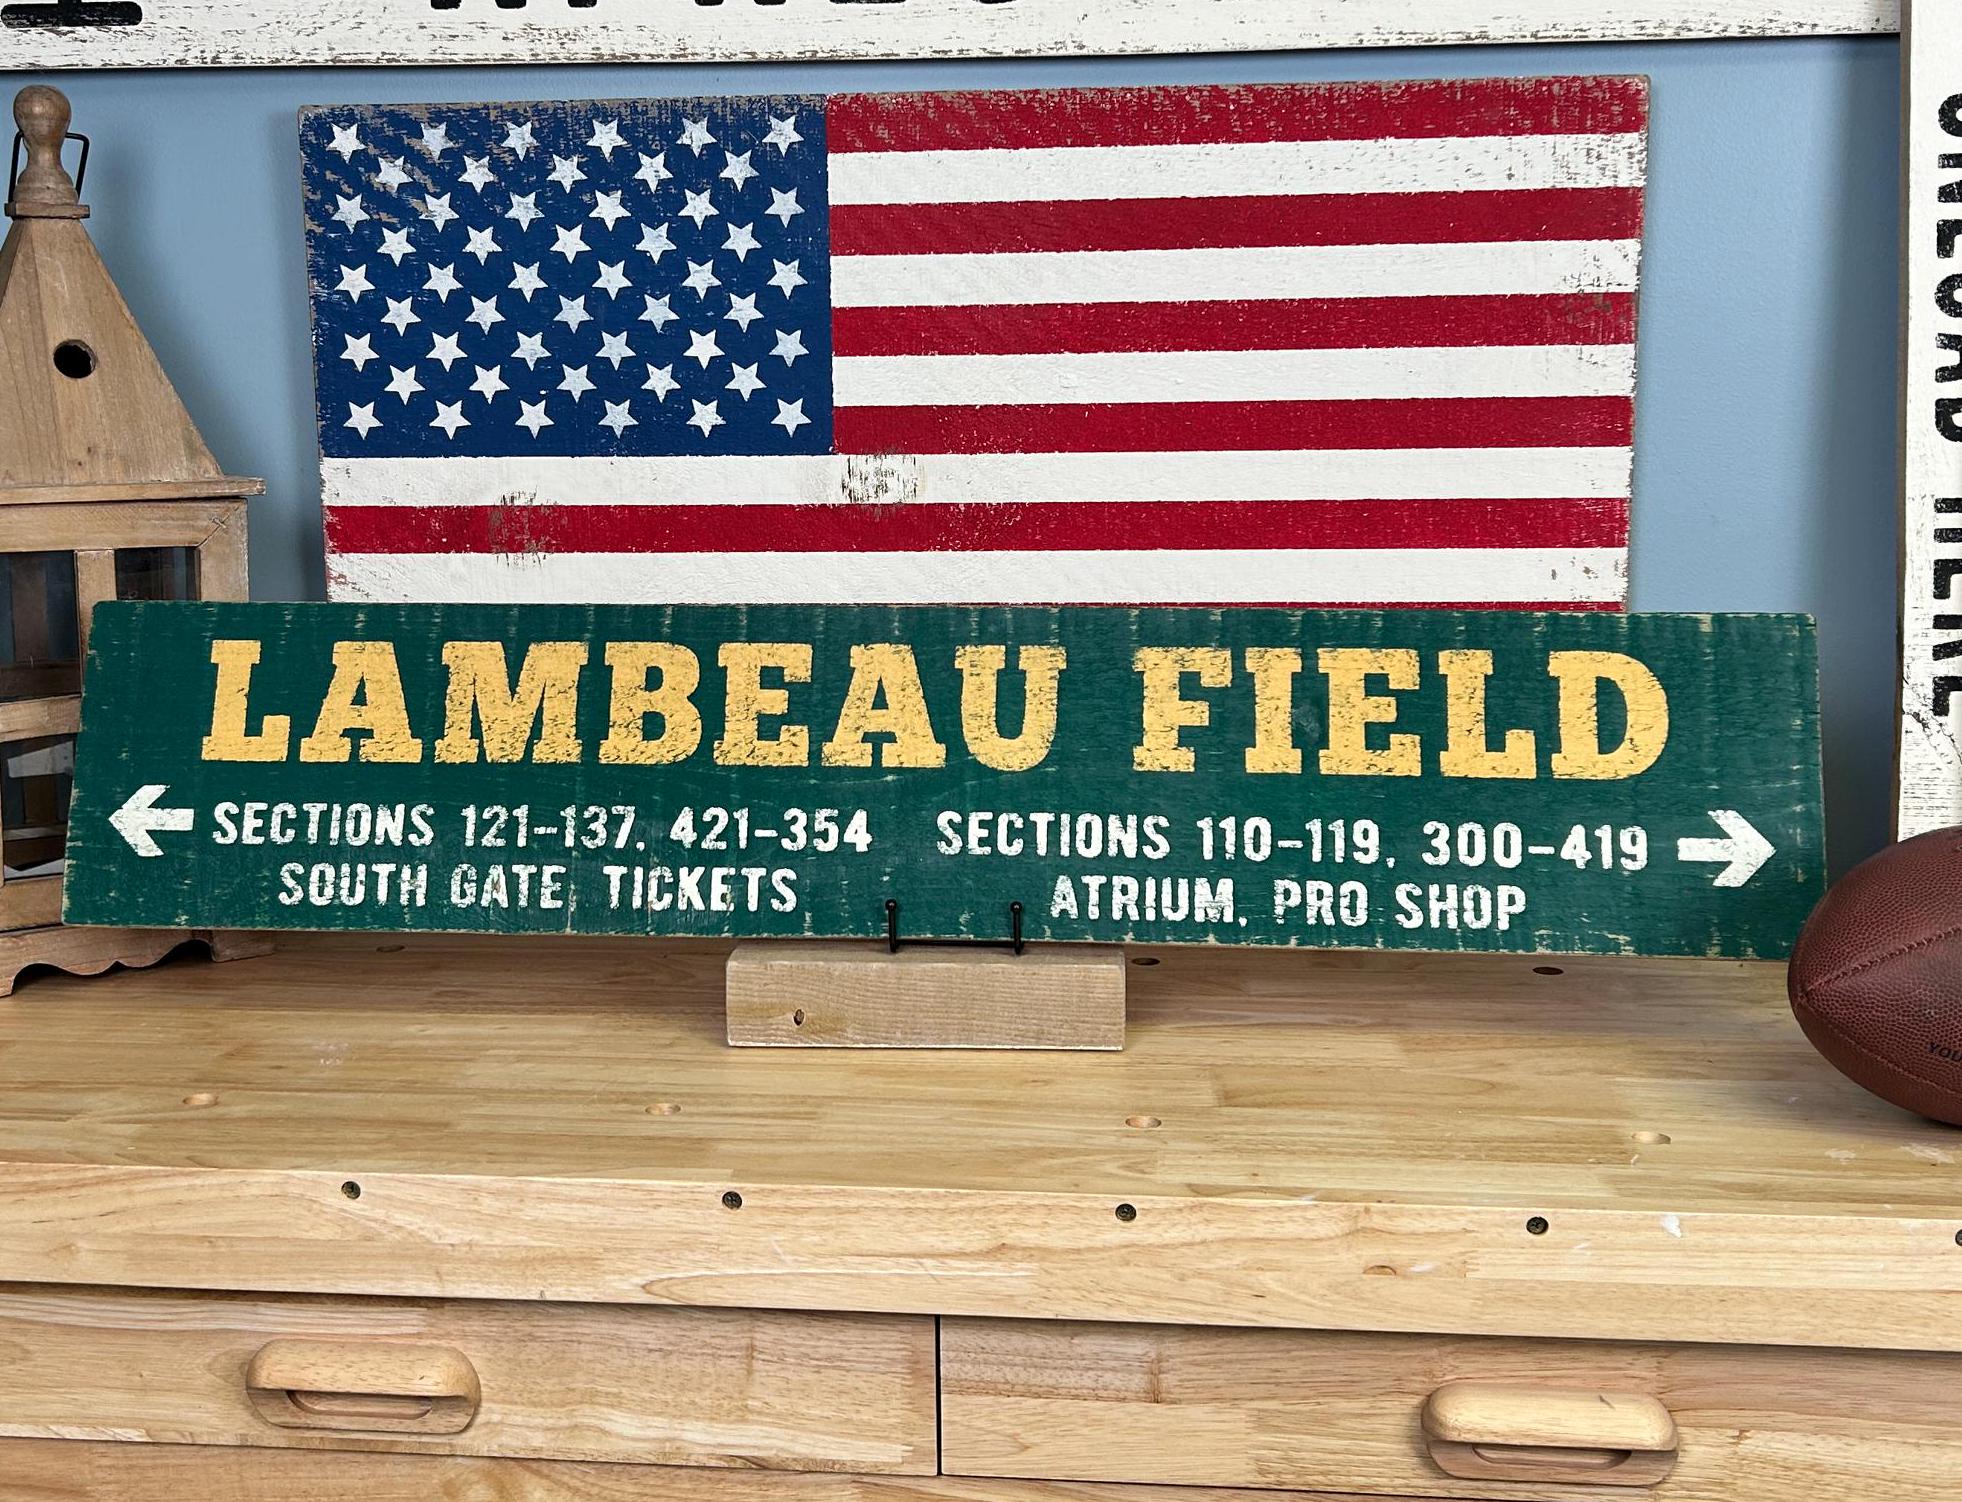 LAMBEAU FIELD
SECTIONS 121-137, 421-354
SOUTH GATE, TICKETS
SECTIONS 110-119, 300-419
ATRIUM, PRO SHOP